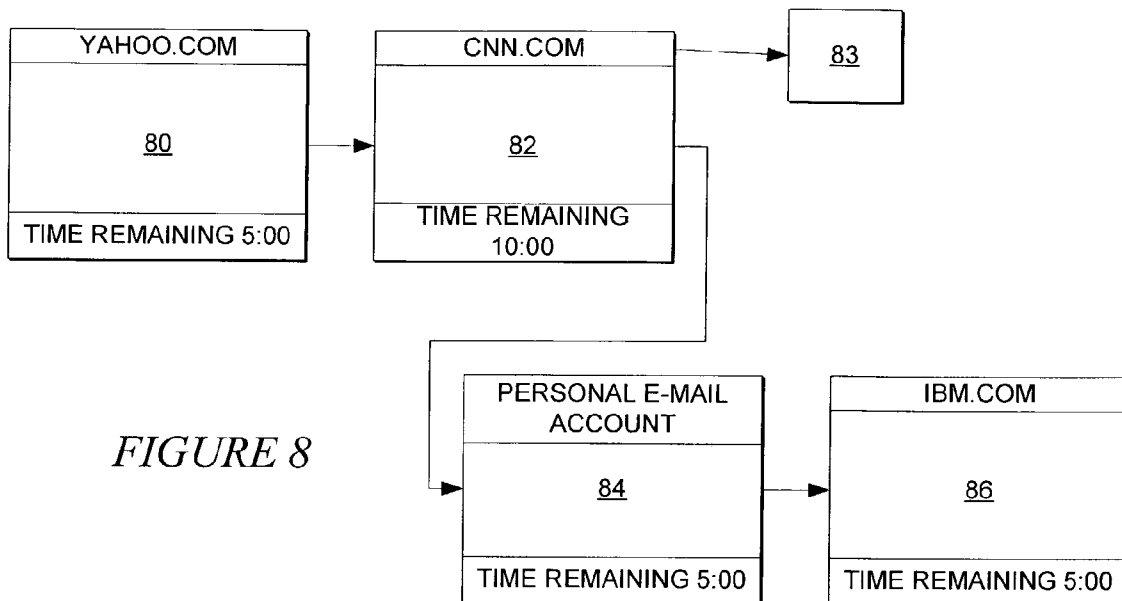 YAHOO.COM
80
TIME REMAINING 5:00
CNN.COM
82
TIME REMAINING
10:00
83
PERSONAL E-MAIL
ACCOUNT
84
TIME REMAINING 5:00
IBM.COM
86
TIME REMAINING 5:00
FIGURE 8